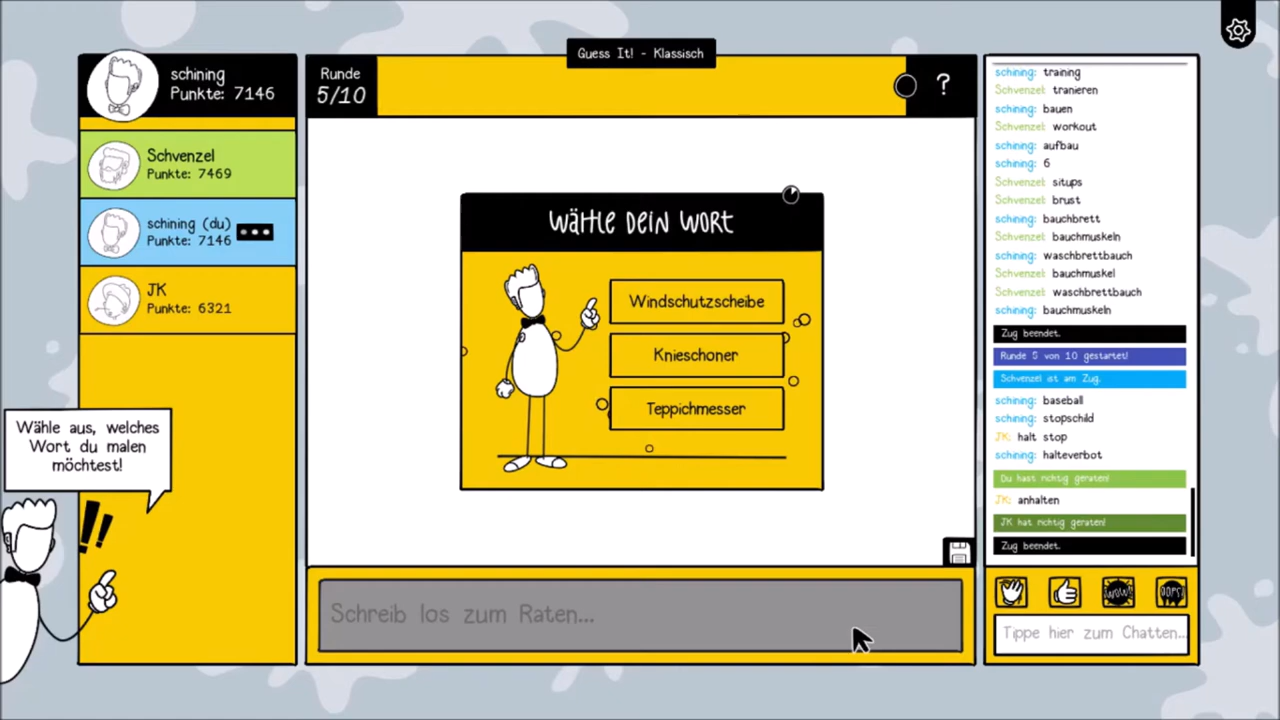 Guess It! - Klassisch
schining
Punkte: 7146
Schvenzel
Punkte: 7469
schining (du)
Punkte: 7146
JK
Punkte: 6321
Wähle aus, welches
Wort du malen
möchtest!
!!
Runde
5/10
?
Wähle dein Wort
Windschutzscheibe
Knieschoner
Teppichmesser
Schreib los zum Raten...
schining: training
Schvenzel: tranieren
schining: bauen
Schvenzel: workout
schining: aufbau
schining: 6
Schvenzel: situps
Schvenzel: brust
schining: bauchbrett
Schvenzel: bauchmuskeln
schining: waschbrettbauch
Schvenzel: bauchmuskel
Schvenzel: waschbrettbauch
schining: bauchmuskeln
Zug beendet.
Runde 5 von 10 gestartet!
Schvenzel ist am Zug.
schining: baseball
schining: stopschild
JK: halt stop
schining: halteverbot
Du hast richtig geraten!
JK: anhalten
JK hat richtig geraten!
Zug beendet.
WOW!
OOPS!
Tippe hier zum Chatten...